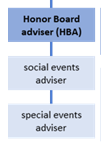 Honor Board
adviser (HBA)
social events
adviser
special events
adviser